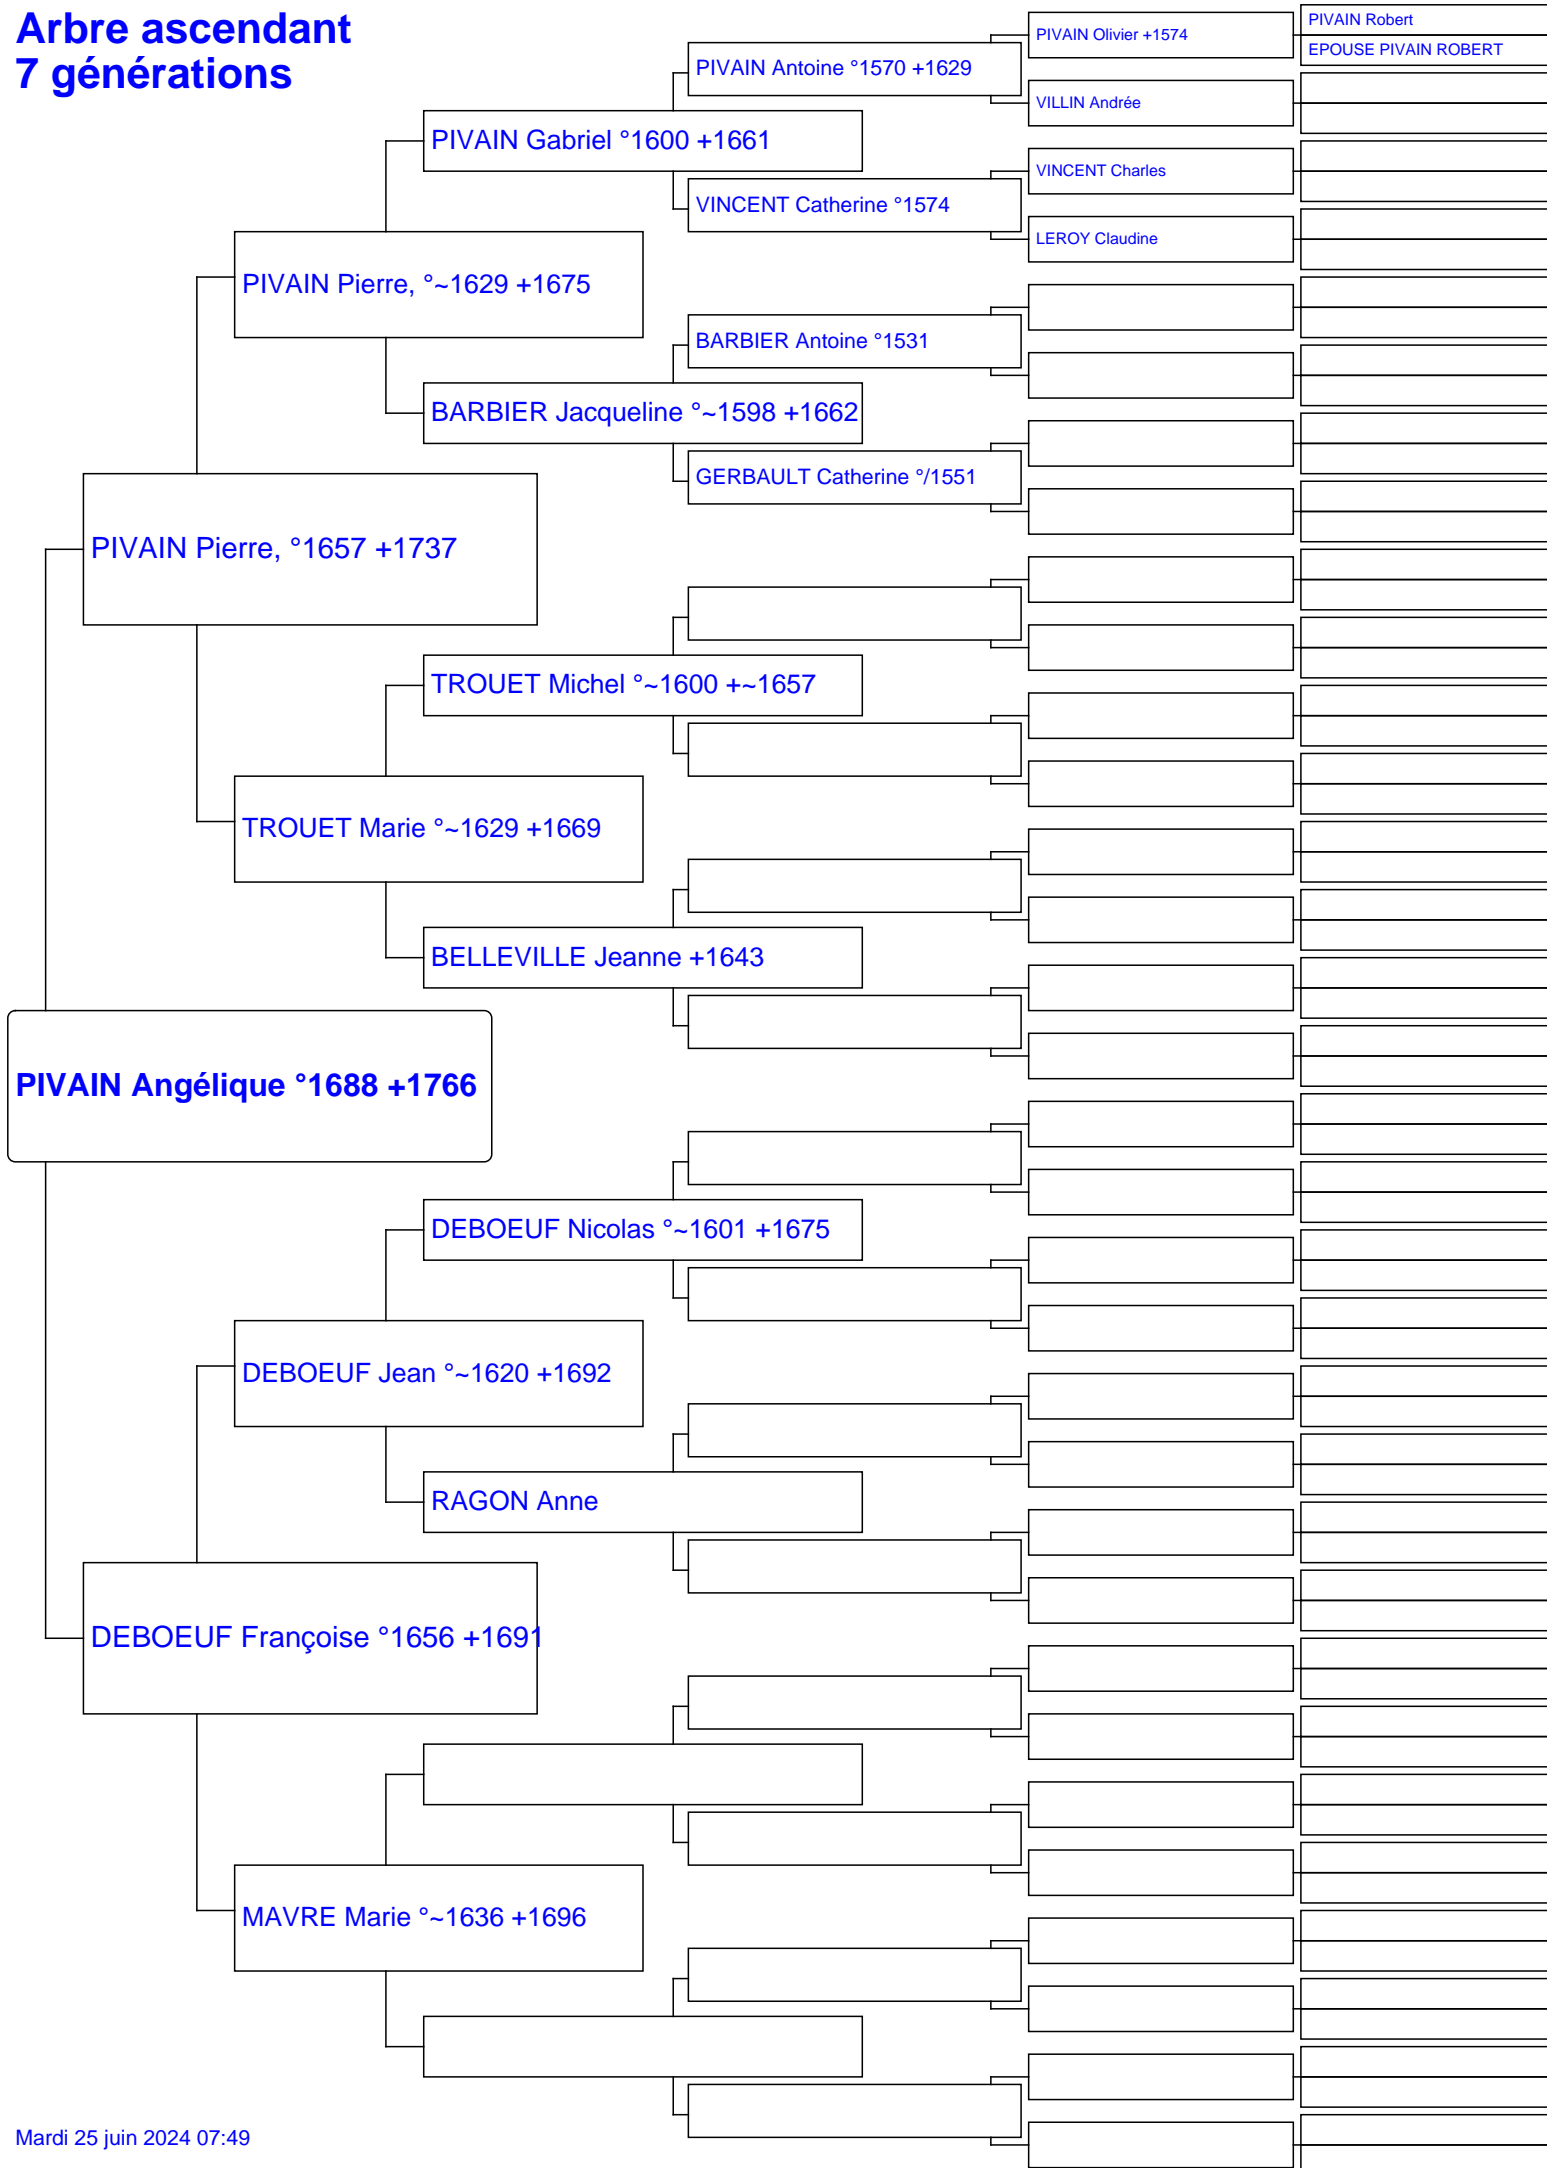 Arbre ascendant
7 générations
PIVAIN Robert
EPOUSE PIVAIN ROBERT
PIVAIN Olivier +1574
PIVAIN Antoine °1570 +1629
VILLIN Andrée
PIVAIN Gabriel °1600 +1661
VINCENT Charles
VINCENT Catherine °1574
LEROY Claudine
PIVAIN Pierre, °~1629 +1675
BARBIER Antoine °1531
BARBIER Jacqueline °~1598 +1662
GERBAULT Catherine °/1551
PIVAIN Pierre, °1657 +1737
TROUET Michel °~1600 +~1657
TROUET Marie °~1629 +1669
BELLEVILLE Jeanne +1643
PIVAIN Angélique °1688 +1766
DEBOEUF Nicolas °~1601 +1675
DEBOEUF Jean °~1620 +1692
RAGON Anne
DEBOEUF Françoise °1656 +1691
MAVRE Marie °~1636 +1696
Mardi 25 juin 2024 07:49